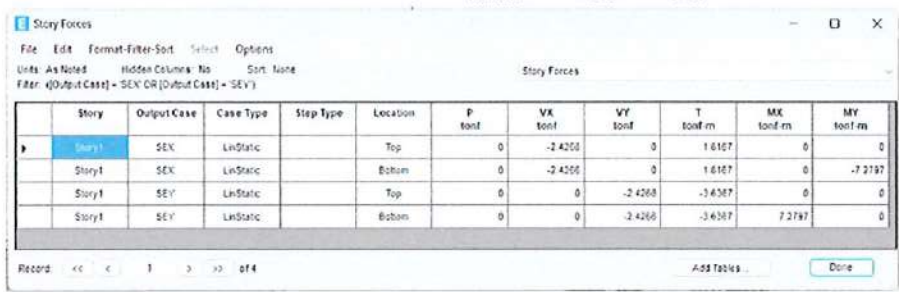 Story Forces
File Edit Format-Filter-Sort Select Options
Units: As Noted Hidden Columns: No Sort: None Story Forces
Filter: ([Output Case] = 'SEX' OR [Output Case] = 'SEY')
Story Output Case Case Type Step Type Location P tonf VX tonf VY tonf T tonf-m MX tonf-m MY tonf-m
Story1 SEX LinStatic Top 0 -2.4266 0 1.6187 0 0
Story1 SEX LinStatic Bottom 0 -2.4266 0 1.6187 0 -7.2797
Story1 SEY LinStatic Top 0 0 -2.4266 -3.6387 0 0
Story1 SEY LinStatic Bottom 0 0 -2.4266 -3.6387 7.2797 0
Record: << < 1 > >> of 4 Add Tables... Done